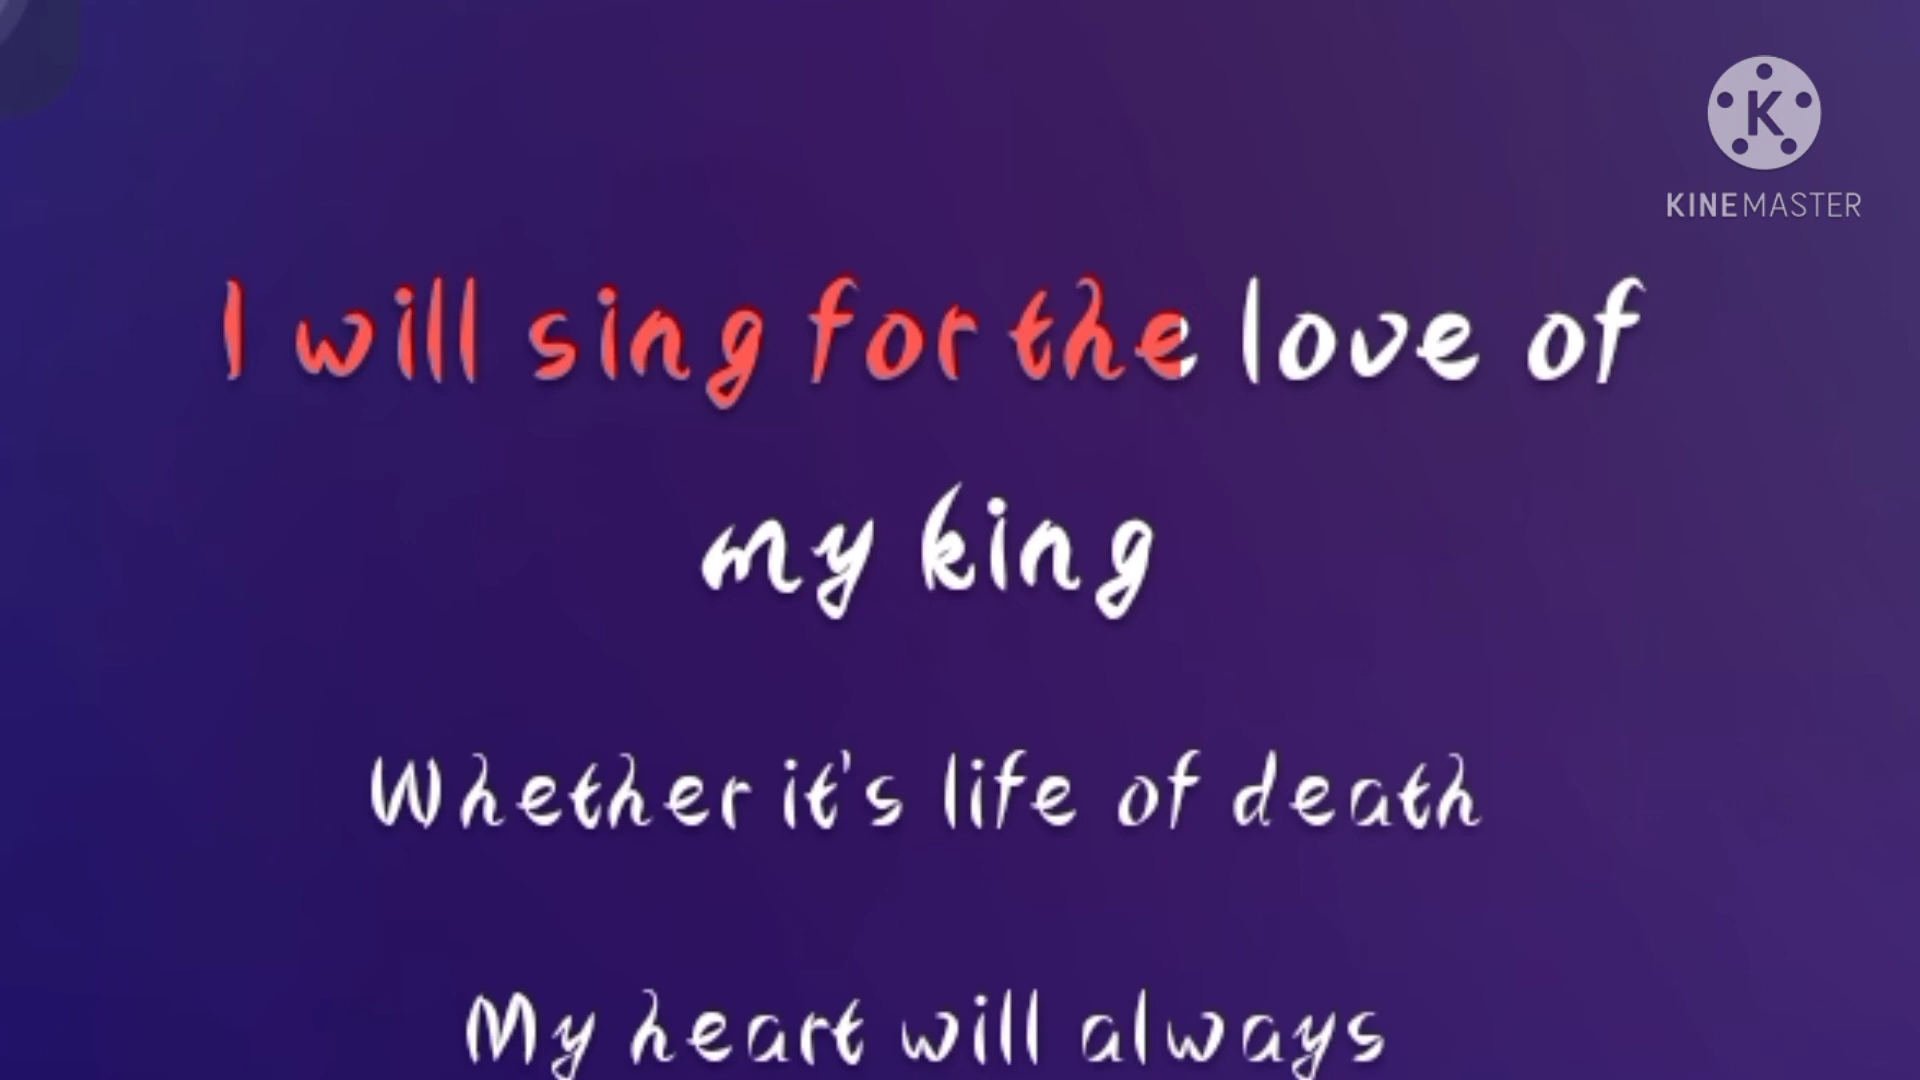 K
KINEMASTER
I will sing for the love of
my king
Whether it's life of death
My heart will always